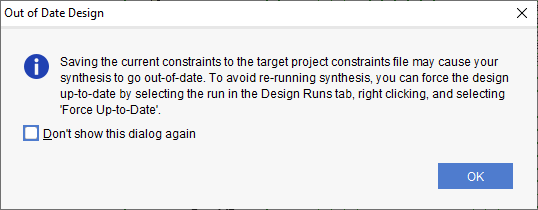 Out of Date Design
Saving the current constraints to the target project constraints file may cause your
synthesis to go out-of-date. To avoid re-running synthesis, you can force the design
up-to-date by selecting the run in the Design Runs tab, right clicking, and selecting
'Force Up-to-Date'.
Don't show this dialog again
OK